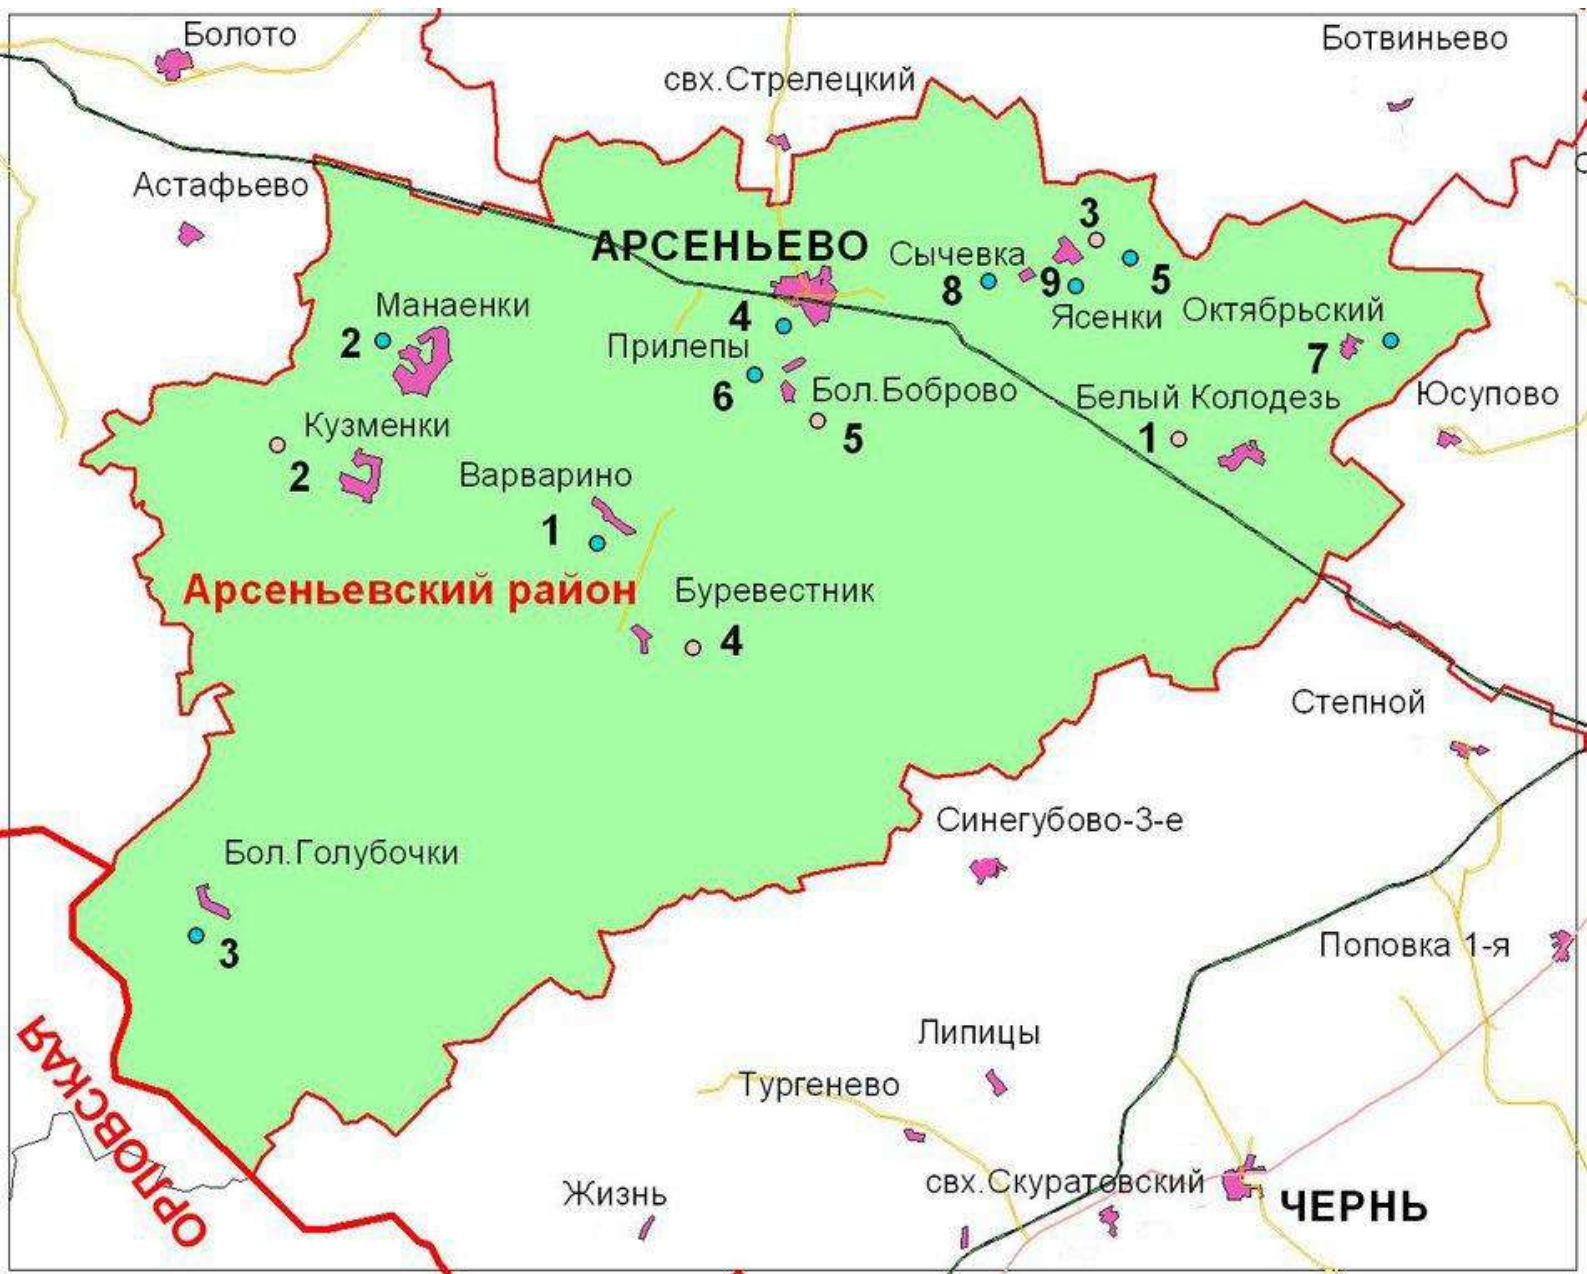 Болото
Ботвиньево
свх.Стрелецкий
Астафьево
3
АРСЕНЬЕВО
Сычевка
8
9
5
Манаенки
4
Ясенки
Октябрьский
2
Прилепы
7
6
Бол.Боброво
Белый Колодезь
Юсупово
Кузменки
5
1
2
Варварино
1
Арсеньевский район
Буревестник
4
Степной
Синегубово-3-е
Бол.Голубочки
3
Поповка 1-я
ОРЛОВСКАЯ
Липицы
Тургенево
Жизнь
свх.Скуратовский
ЧЕРНЬ